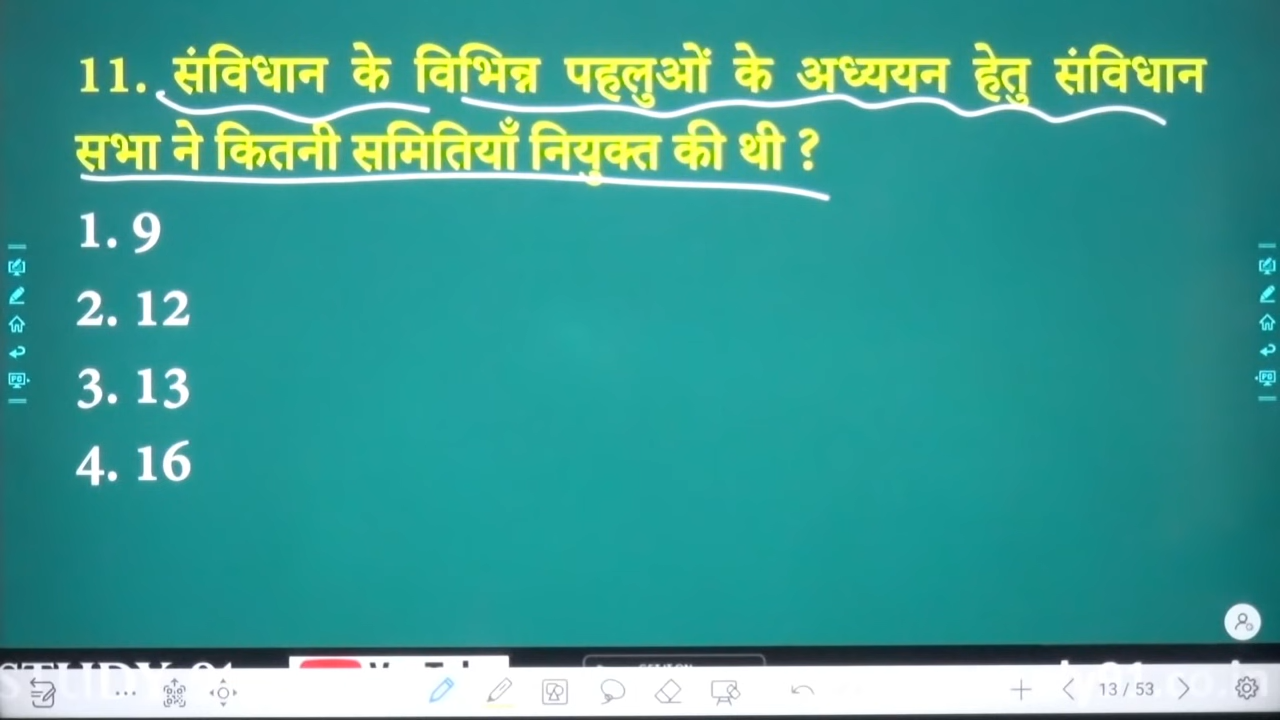 11. संविधान के विभिन्न पहलुओं के अध्ययन हेतु संविधान
सभा ने कितनी समितियाँ नियुक्त की थी ?
1. 9
2. 12
3. 13
4. 16
13 / 53